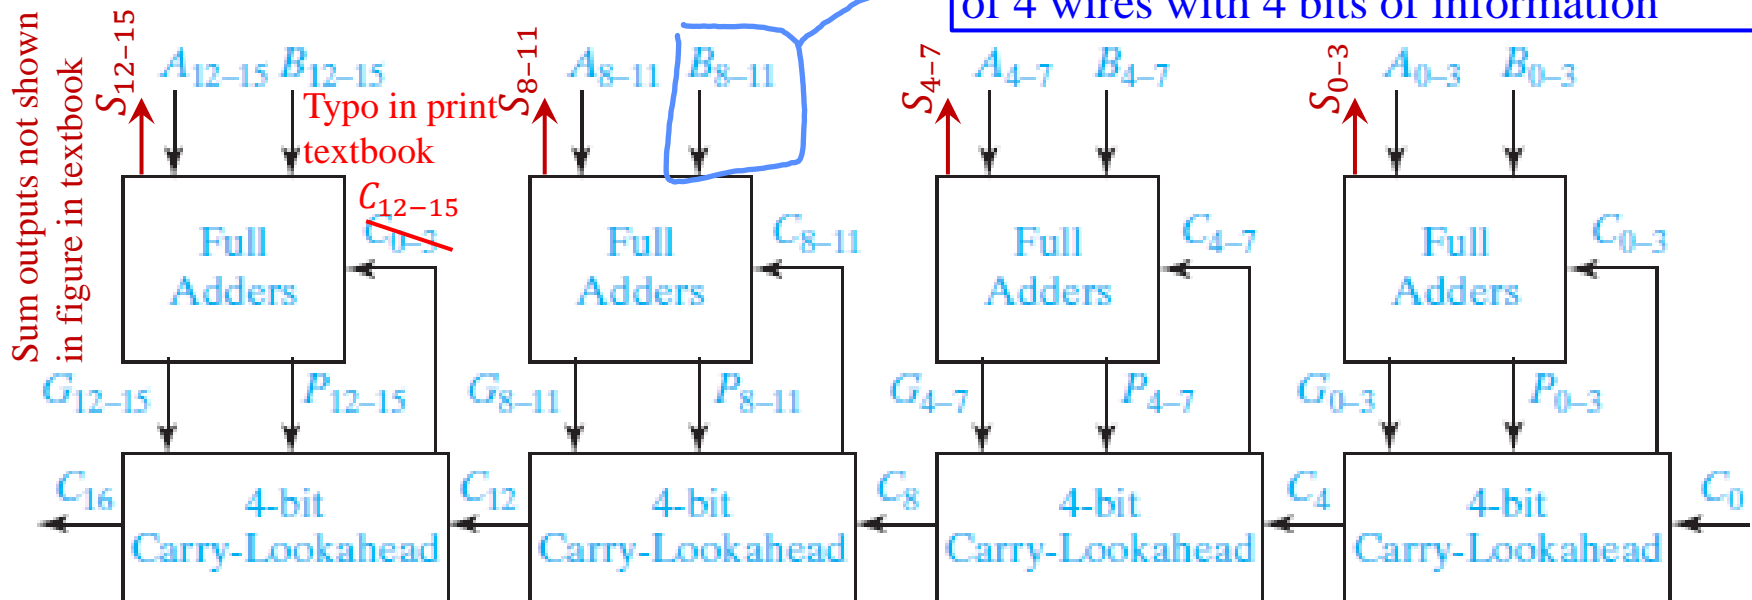 of 4 wires with 4 bits of information
Sum outputs not shown
in figure in textbook
S12–15
A12–15
B12–15
S8–11
A8–11
B8–11
S4–7
A4–7
B4–7
S0–3
A0–3
B0–3
Typo in print
textbook
C12−15
C0–3
C8–11
C4–7
C0–3
Full
Adders
Full
Adders
Full
Adders
Full
Adders
G12–15
P12–15
G8–11
P8–11
G4–7
P4–7
G0–3
P0–3
C16
4-bit
Carry-Lookahead
C12
4-bit
Carry-Lookahead
C8
4-bit
Carry-Lookahead
C4
4-bit
Carry-Lookahead
C0